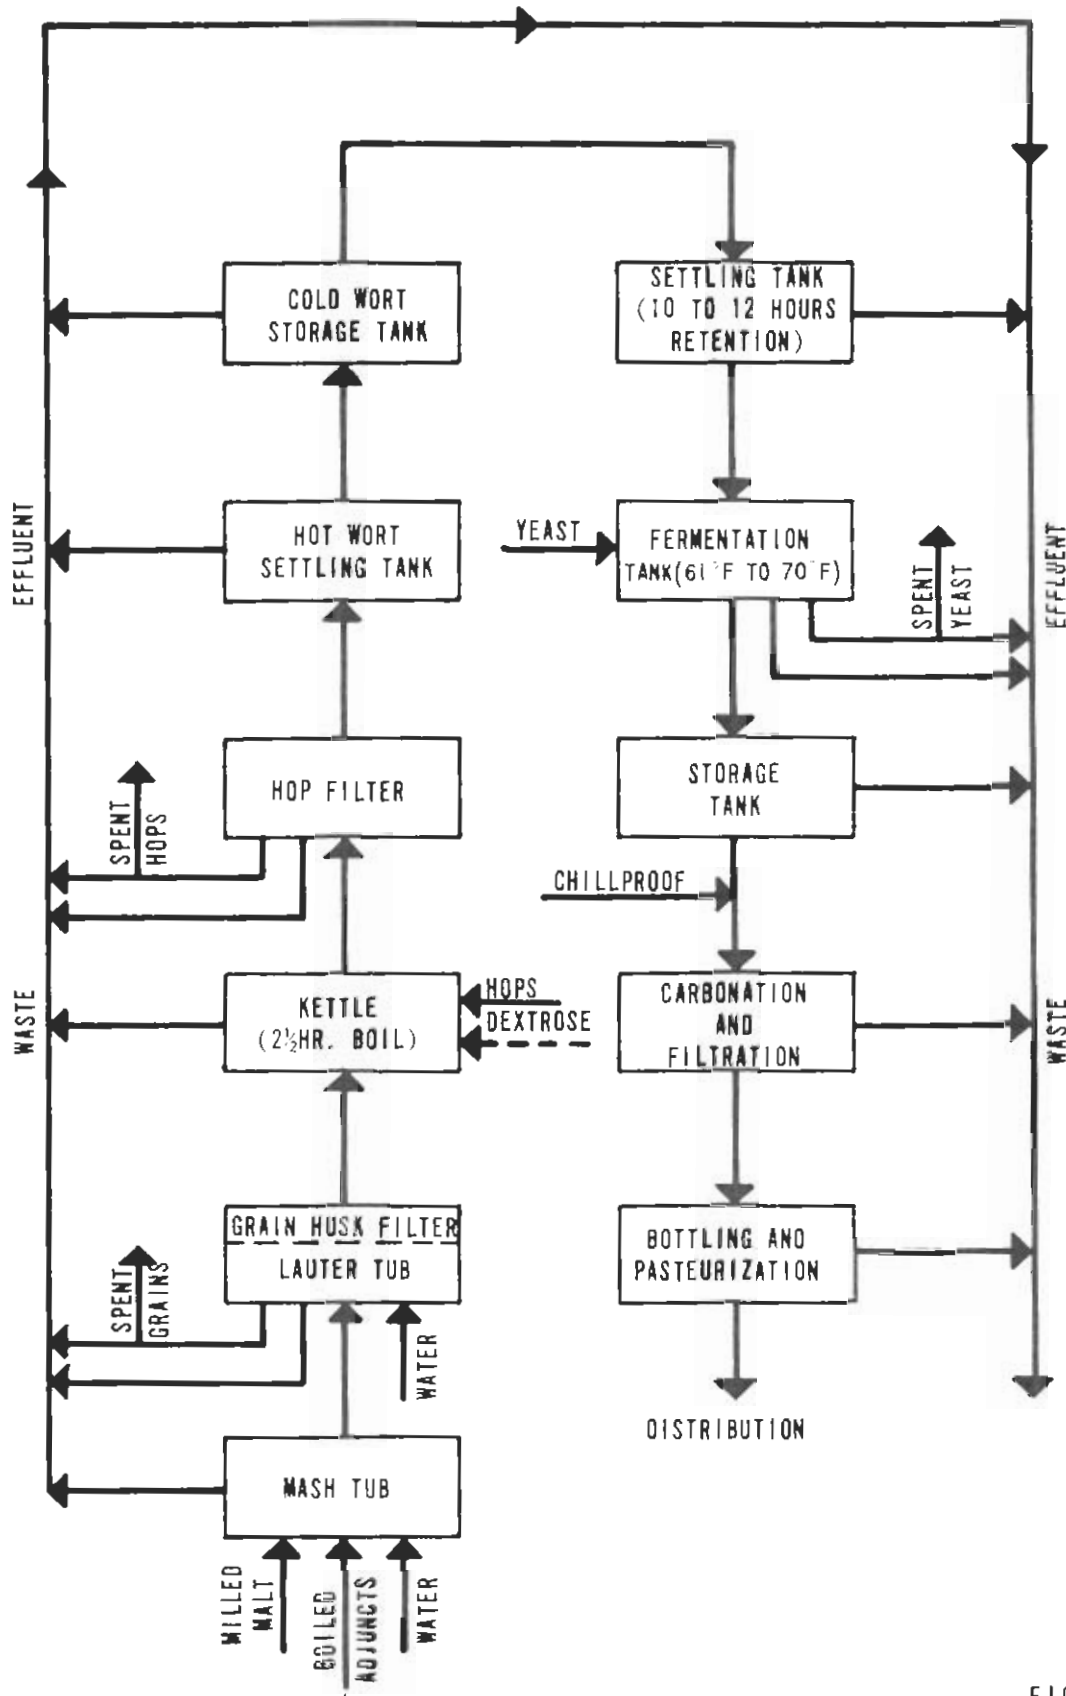 COLD WORT
STORAGE TANK
SETTLING TANK
(10 TO 12 HOURS
RETENTION)
EFFLUENT
HOT WORT
SETTLING TANK
YEAST
FERMENTATION
TANK(61°F TO 70°F)
SPENT
YEAST
EFFLUENT
HOP FILTER
SPENT
HOPS
STORAGE
TANK
CHILLPROOF
WASTE
KETTLE
(2½HR. BOIL)
HOPS
DEXTROSE
CARBONATION
AND
FILTRATION
WASTE
GRAIN HUSK FILTER
LAUTER TUB
SPENT
GRAINS
WATER
BOTTLING AND
PASTEURIZATION
DISTRIBUTION
MASH TUB
MILLED
MALT
BOILED
ADJUNCTS
WATER